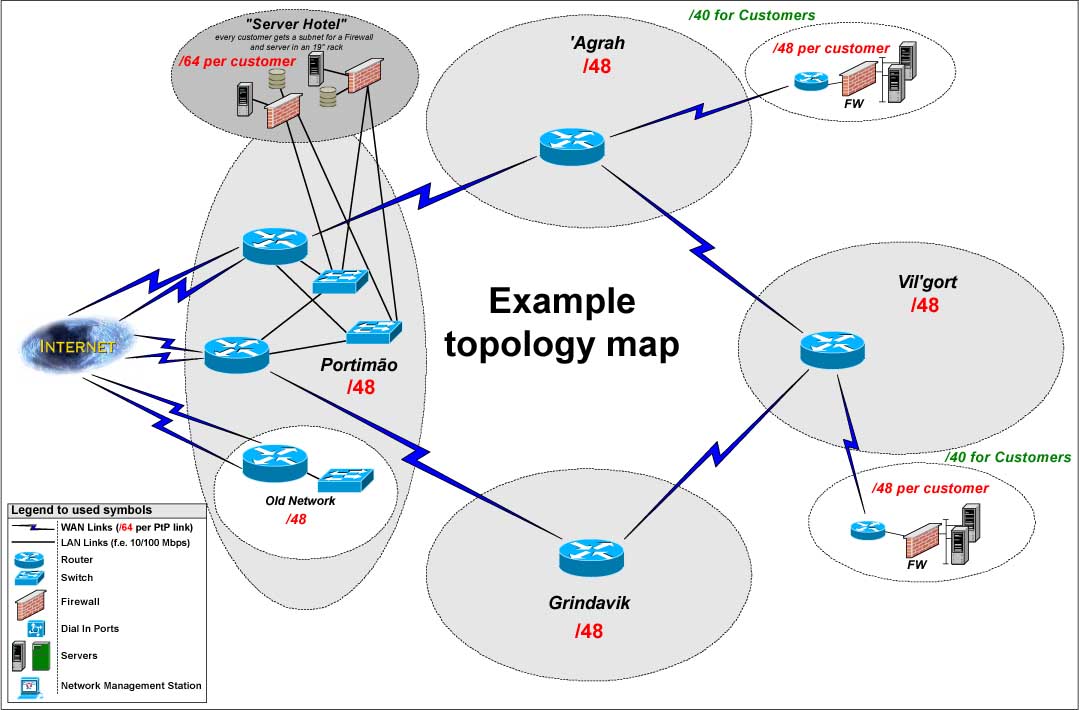 "Server Hotel"
every customer gets a subnet for a Firewall
and server in an 19" rack
/64 per customer
'Agrah
/48
/40 for Customers
/48 per customer
FW
Vil'gort
/48
Example
topology map
INTERNET
Portimão
/48
Old Network
/48
/40 for Customers
/48 per customer
FW
Grindavik
/48
Legend to used symbols
WAN Links (/64 per PtP link)
LAN Links (f.e. 10/100 Mbps)
Router
Switch
Firewall
Dial In Ports
Servers
Network Management Station